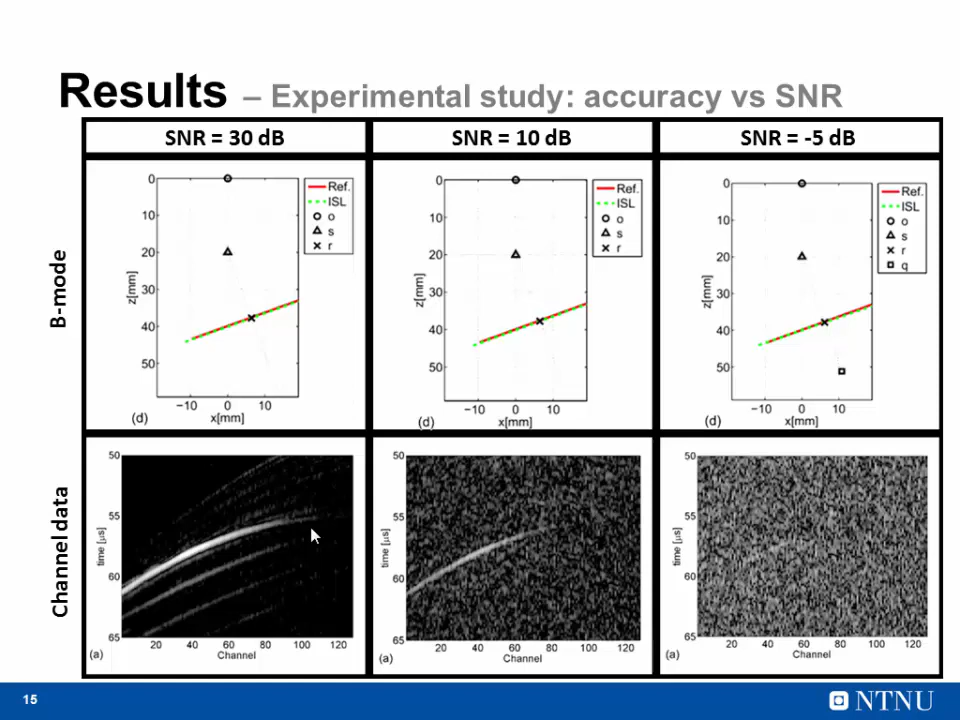 Results – Experimental study: accuracy vs SNR
SNR = 30 dB
SNR = 10 dB
SNR = -5 dB
B-mode
0
10
20
30
40
50
z[mm]
−10 0 10
x[mm]
(d)
Ref.
ISL
o
s
r
0
10
20
30
40
50
z[mm]
−10 0 10
x[mm]
(d)
Ref.
ISL
o
s
r
0
10
20
30
40
50
z[mm]
−10 0 10
x[mm]
(d)
Ref.
ISL
o
s
r
q
Channel data
50
55
60
65
time [µs]
20 40 60 80 100 120
Channel
(a)
50
55
60
65
time [µs]
20 40 60 80 100 120
Channel
(a)
50
55
60
65
time [µs]
20 40 60 80 100 120
Channel
(a)
15
NTNU